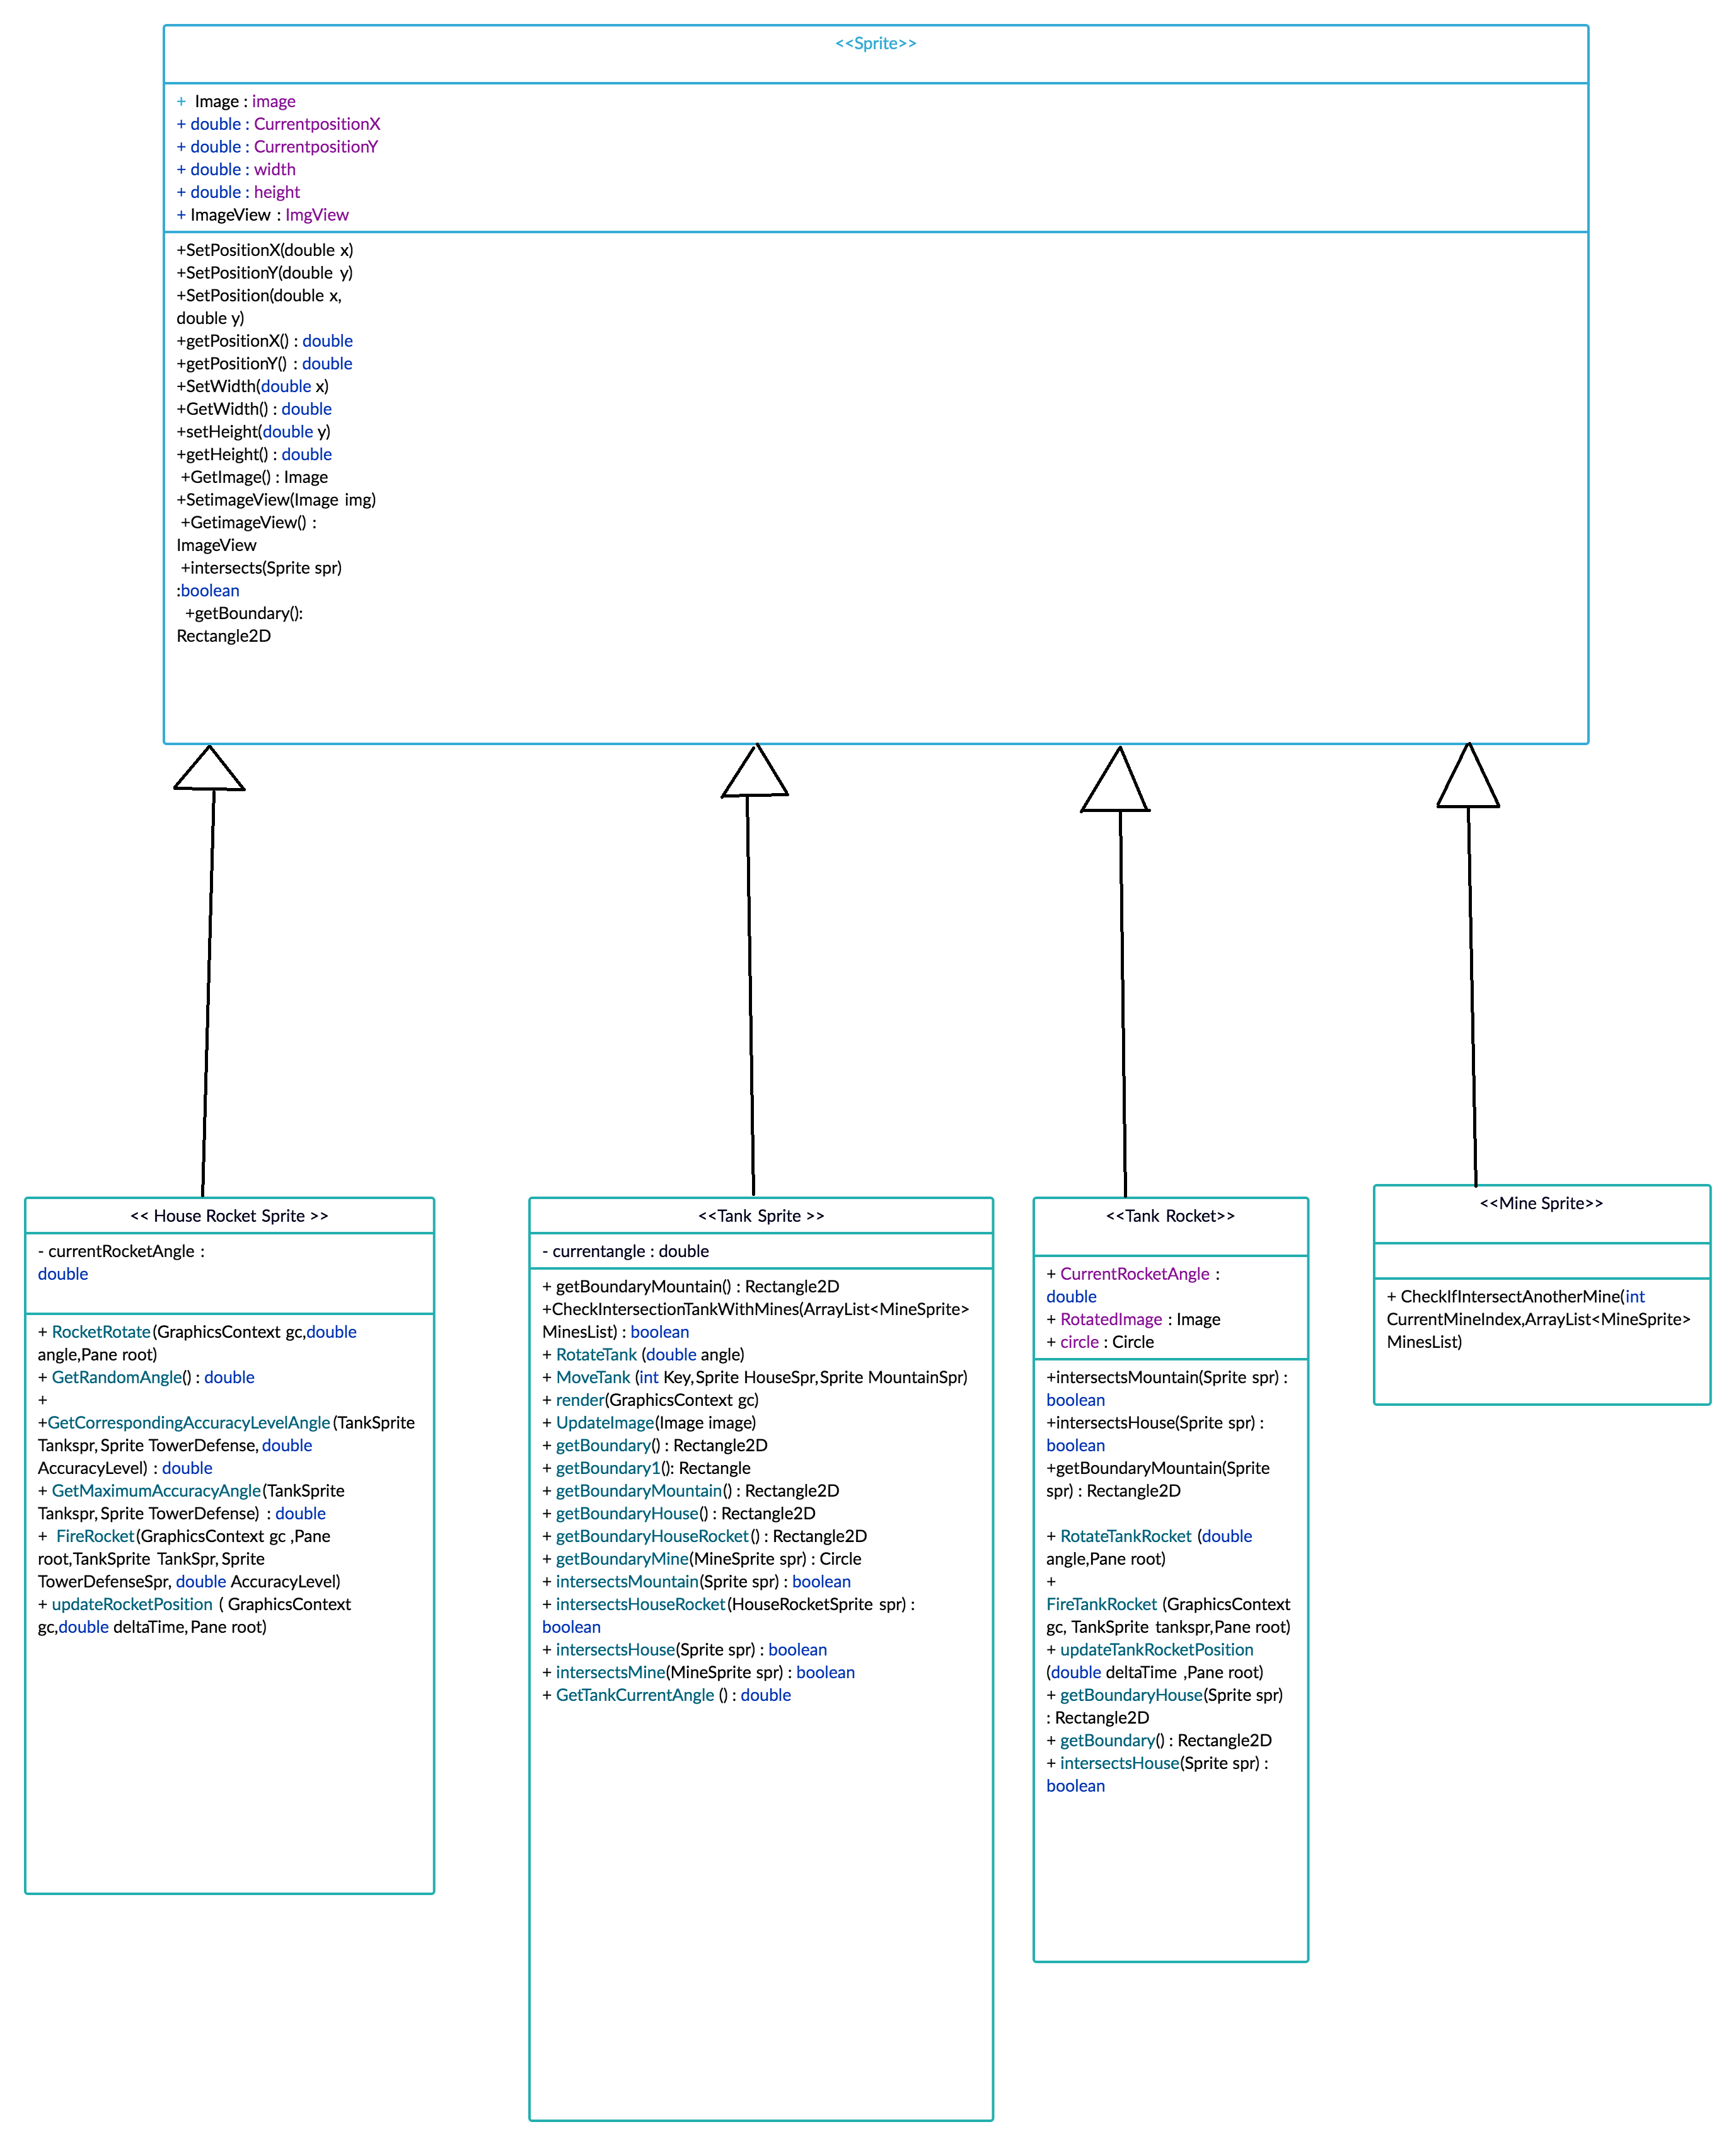 <<Sprite>>
+ Image : image
+ double : CurrentpositionX
+ double : CurrentpositionY
+ double : width
+ double : height
+ ImageView : ImgView
+SetPositionX(double x)
+SetPositionY(double y)
+SetPosition(double x,
double y)
+getPositionX() : double
+getPositionY() : double
+SetWidth(double x)
+GetWidth() : double
+setHeight(double y)
+getHeight() : double
+GetImage() : Image
+SetimageView(Image img)
+GetimageView() :
ImageView
+intersects(Sprite spr)
:boolean
+getBoundary():
Rectangle2D
<< House Rocket Sprite >>
- currentRocketAngle :
double
+ RocketRotate(GraphicsContext gc,double
angle,Pane root)
+ GetRandomAngle() : double
+
+GetCorrespondingAccuracyLevelAngle(TankSprite
Tankspr, Sprite TowerDefense, double
AccuracyLevel) : double
+ GetMaximumAccuracyAngle(TankSprite
Tankspr, Sprite TowerDefense) : double
+ FireRocket(GraphicsContext gc ,Pane
root,TankSprite TankSpr, Sprite
TowerDefenseSpr, double AccuracyLevel)
+ updateRocketPosition ( GraphicsContext
gc,double deltaTime, Pane root)
<<Tank Sprite >>
- currentangle : double
+ getBoundaryMountain() : Rectangle2D
+CheckIntersectionTankWithMines(ArrayList<MineSprite>
MinesList) : boolean
+ RotateTank (double angle)
+ MoveTank (int Key, Sprite HouseSpr, Sprite MountainSpr)
+ render(GraphicsContext gc)
+ UpdateImage(Image image)
+ getBoundary() : Rectangle2D
+ getBoundary1(): Rectangle
+ getBoundaryMountain() : Rectangle2D
+ getBoundaryHouse() : Rectangle2D
+ getBoundaryHouseRocket() : Rectangle2D
+ getBoundaryMine(MineSprite spr) : Circle
+ intersectsMountain(Sprite spr) : boolean
+ intersectsHouseRocket(HouseRocketSprite spr) :
boolean
+ intersectsHouse(Sprite spr) : boolean
+ intersectsMine(MineSprite spr) : boolean
+ GetTankCurrentAngle () : double
<<Tank Rocket>>
+ CurrentRocketAngle :
double
+ RotatedImage : Image
+ circle : Circle
+intersectsMountain(Sprite spr) :
boolean
+intersectsHouse(Sprite spr) :
boolean
+getBoundaryMountain(Sprite
spr) : Rectangle2D
+ RotateTankRocket (double
angle,Pane root)
+
FireTankRocket (GraphicsContext
gc, TankSprite tankspr,Pane root)
+ updateTankRocketPosition
(double deltaTime ,Pane root)
+ getBoundaryHouse(Sprite spr)
: Rectangle2D
+ getBoundary() : Rectangle2D
+ intersectsHouse(Sprite spr) :
boolean
<<Mine Sprite>>
+ CheckIfIntersectAnotherMine(int
CurrentMineIndex,ArrayList<MineSprite>
MinesList)